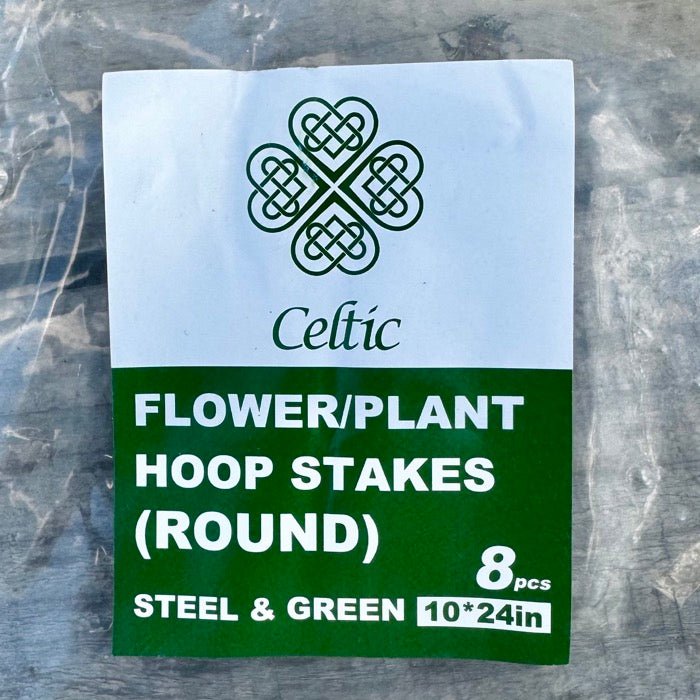 Celtic
FLOWER/PLANT
HOOP STAKES
(ROUND)
8pcs
STEEL & GREEN 10*24in